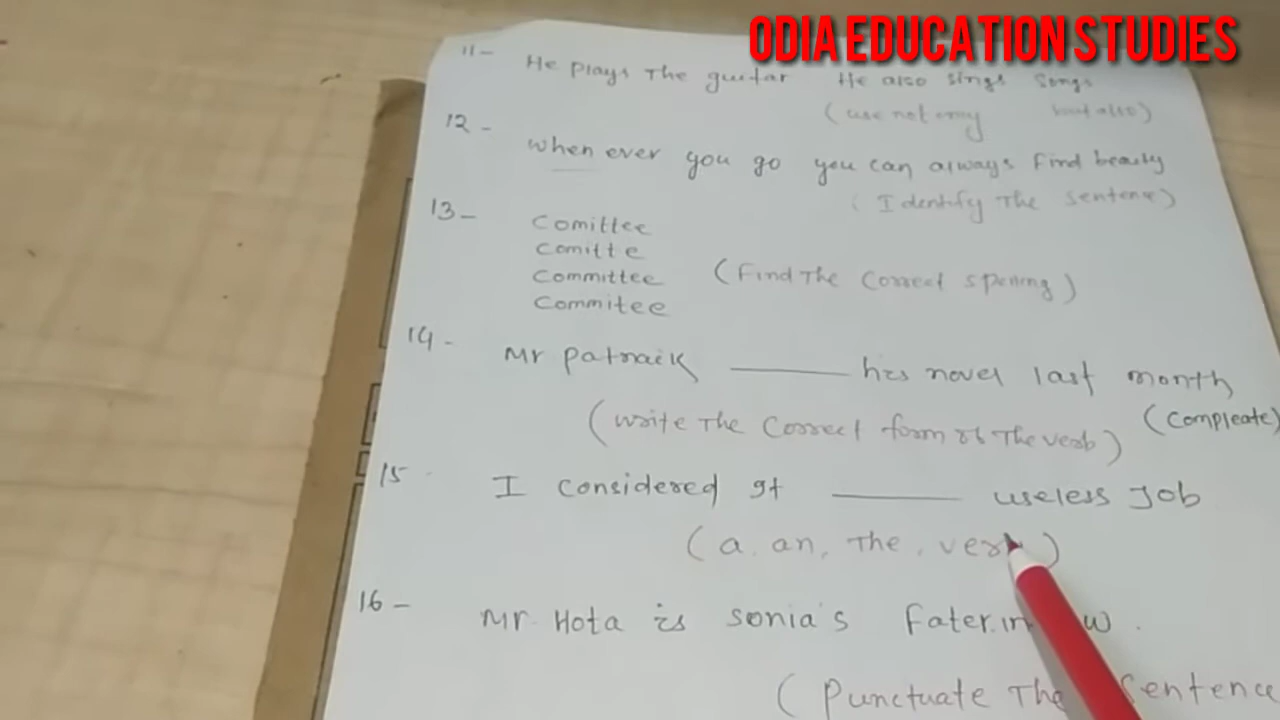 ODIA EDUCATION STUDIES
11- He plays The guitar He also sings songs
(use not only but also)
12- when ever you go you can always Find beauty
(Identify The sentence)
13- Comittee
Comitte
Committee (Find The Correct spelling)
Commitee
14- Mr patnaik ______ his novel last month
(write The Correct form of The verb) (Compleate)
15 I considered It ______ useless Job
(a. an, The, very)
16- Mr. Hota is sonia's Fater.in
(Punctuate The Sentence